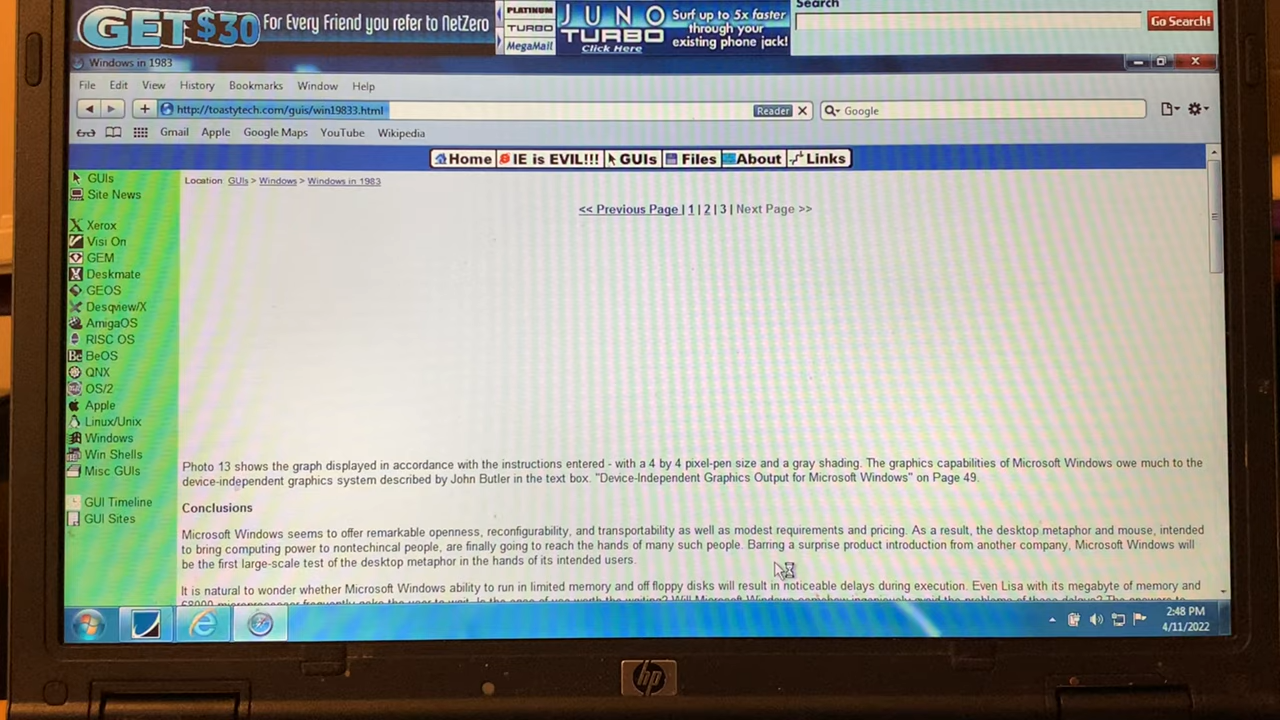 GET $30 For Every Friend you refer to NetZero
PLATINUM
TURBO
MegaMail
JUNO
TURBO
Click Here
Surf up to 5x faster
through your
existing phone jack!
Search
Go Search!
Windows in 1983
File Edit View History Bookmarks Window Help
http://toastytech.com/guis/win19833.html Reader Google
Gmail Apple Google Maps YouTube Wikipedia
Home IE is EVIL!!! GUIs Files About Links
GUIs
Site News
Xerox
Visi On
GEM
Deskmate
GEOS
Desqview/X
AmigaOS
RISC OS
Be BeOS
QNX
OS/2
Apple
Linux/Unix
Windows
Win Shells
Misc GUIs
GUI Timeline
GUI Sites
Location: GUIs > Windows > Windows in 1983
<< Previous Page | 1 | 2 | 3 | Next Page >>
Photo 13 shows the graph displayed in accordance with the instructions entered - with a 4 by 4 pixel-pen size and a gray shading. The graphics capabilities of Microsoft Windows owe much to the
device-independent graphics system described by John Butler in the text box. "Device-Independent Graphics Output for Microsoft Windows" on Page 49.
Conclusions
Microsoft Windows seems to offer remarkable openness, reconfigurability, and transportability as well as modest requirements and pricing. As a result, the desktop metaphor and mouse, intended
to bring computing power to nontechincal people, are finally going to reach the hands of many such people. Barring a surprise product introduction from another company, Microsoft Windows will
be the first large-scale test of the desktop metaphor in the hands of its intended users.
It is natural to wonder whether Microsoft Windows ability to run in limited memory and off floppy disks will result in noticeable delays during execution. Even Lisa with its megabyte of memory and
2:48 PM
4/11/2022
hp